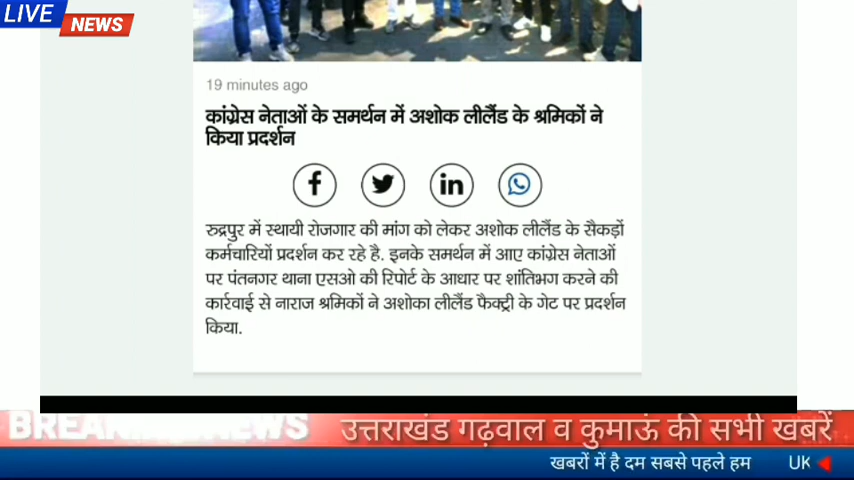 LIVE
NEWS
19 minutes ago
कांग्रेस नेताओं के समर्थन में अशोक लीलैंड के श्रमिकों ने
किया प्रदर्शन
रुद्रपुर में स्थायी रोजगार की मांग को लेकर अशोक लीलैंड के सैकड़ों
कर्मचारियों प्रदर्शन कर रहे है. इनके समर्थन में आए कांग्रेस नेताओं
पर पंतनगर थाना एसओ की रिपोर्ट के आधार पर शांतिभग करने की
कार्रवाई से नाराज श्रमिकों ने अशोका लीलैंड फैक्ट्री के गेट पर प्रदर्शन
किया.
BREAKING NEWS
उत्तराखंड गढ़वाल व कुमाऊं की सभी खबरें
खबरों में है दम सबसे पहले हम
UK